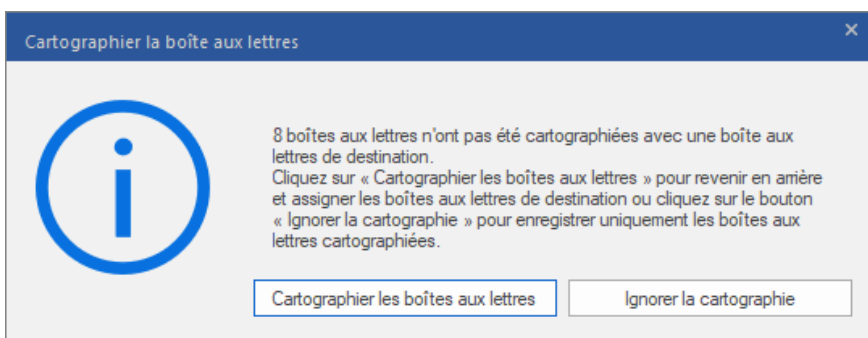 Cartographier la boîte aux lettres
8 boîtes aux lettres n'ont pas été cartographiées avec une boîte aux
lettres de destination.
Cliquez sur « Cartographier les boîtes aux lettres » pour revenir en arrière
et assigner les boîtes aux lettres de destination ou cliquez sur le bouton
« Ignorer la cartographie » pour enregistrer uniquement les boîtes aux
lettres cartographiées.
Cartographier les boîtes aux lettres
Ignorer la cartographie